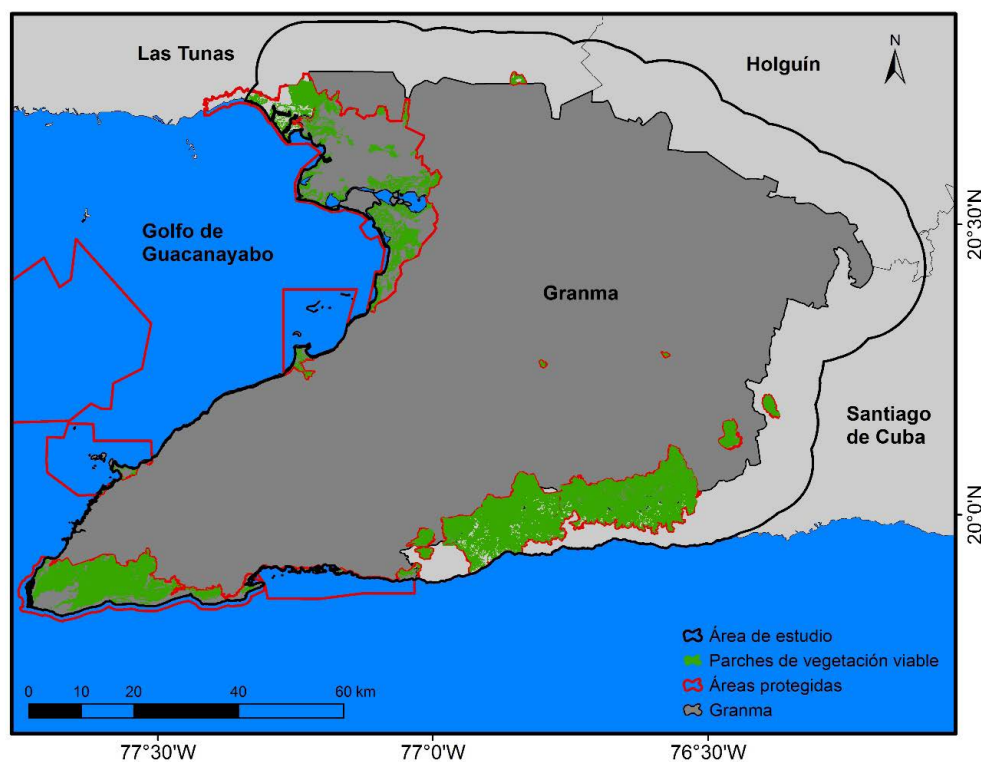 Las Tunas
Holguín
N
Golfo de
Guacanayabo
Granma
Santiago
de Cuba
20°30'N
20°0'N
Área de estudio
Parches de vegetación viable
Áreas protegidas
Granma
0 10 20 40 60 km
77°30'W 77°0'W 76°30'W